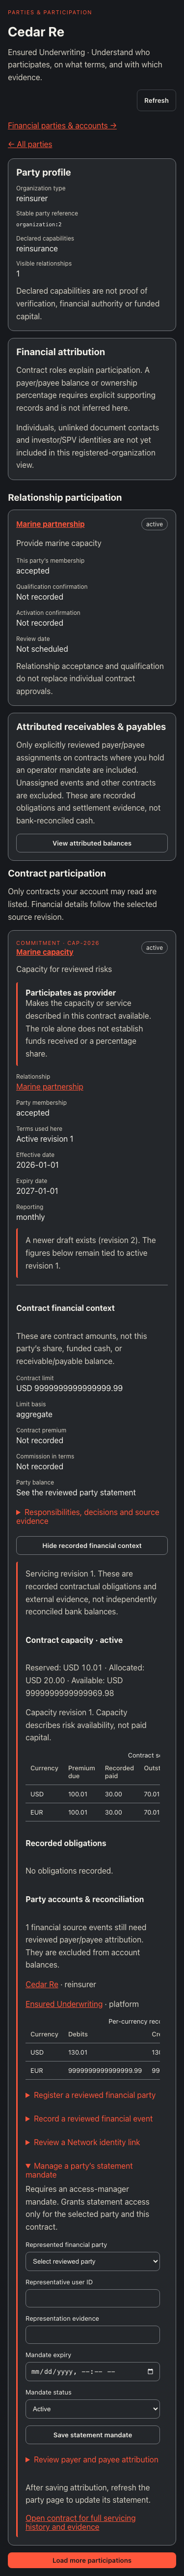 PARTIES & PARTICIPATION
Cedar Re
Ensured Underwriting · Understand who
participates, on what terms, and with which
evidence.
Refresh
Financial parties & accounts →
← All parties
Party profile
Organization type
reinsurer
Stable party reference
organization:2
Declared capabilities
reinsurance
Visible relationships
1
Declared capabilities are not proof of
verification, financial authority or funded
capital.
Financial attribution
Contract roles explain participation. A
payer/payee balance or ownership
percentage requires explicit supporting
records and is not inferred here.
Individuals, unlinked document contacts
and investor/SPV identities are not yet
included in this registered-organization
view.
Relationship participation
Marine partnership
active
Provide marine capacity
This party's membership
accepted
Qualification confirmation
Not recorded
Activation confirmation
Not recorded
Review date
Not scheduled
Relationship acceptance and qualification
do not replace individual contract
approvals.
Attributed receivables & payables
Only explicitly reviewed payer/payee
assignments on contracts where you hold
an operator mandate are included.
Unassigned events and other contracts
are excluded. These are recorded
obligations and settlement evidence, not
bank-reconciled cash.
View attributed balances
Contract participation
Only contracts your account may read are
listed. Financial details follow the selected
source revision.
COMMITMENT · CAP-2026
Marine capacity
active
Capacity for reviewed risks
Participates as provider
Makes the capacity or service
described in this contract available.
The role alone does not establish
funds received or a percentage
share.
Relationship
Marine partnership
Party membership
accepted
Terms used here
Active revision 1
Effective date
2026-01-01
Expiry date
2027-01-01
Reporting
monthly
A newer draft exists (revision 2). The
figures below remain tied to active
revision 1.
Contract financial context
These are contract amounts, not this
party's share, funded cash, or
receivable/payable balance.
Contract limit
USD 9999999999999999.99
Limit basis
aggregate
Contract premium
Not recorded
Commission in terms
Not recorded
Party balance
See the reviewed party statement
▶ Responsibilities, decisions and source
evidence
Hide recorded financial context
Servicing revision 1. These are
recorded contractual obligations and
external evidence, not independently
reconciled bank balances.
Contract capacity · active
Reserved: USD 10.01 · Allocated:
USD 20.00 · Available: USD
9999999999999969.98
Capacity revision 1. Capacity
describes risk availability, not paid
capital.
Contract s
Currency Premium due Recorded paid Outst
USD 100.01 30.00 70.01
EUR 100.01 30.00 70.01
Recorded obligations
No obligations recorded.
Party accounts & reconciliation
1 financial source events still need
reviewed payer/payee attribution.
They are excluded from account
balances.
Cedar Re · reinsurer
Ensured Underwriting · platform
Per-currency reco
Currency Debits Cr
USD 130.01 13
EUR 9999999999999999.99 99
▶ Register a reviewed financial party
▶ Record a reviewed financial event
▶ Review a Network identity link
▼ Manage a party's statement
mandate
Requires an access-manager
mandate. Grants statement access
only for the selected party and this
contract.
Represented financial party
Select reviewed party
Representative user ID
Representation evidence
Mandate expiry
mm/dd/yyyy, --:-- --
Mandate status
Active
Save statement mandate
▶ Review payer and payee attribution
After saving attribution, refresh the
party page to update its statement.
Open contract for full servicing
history and evidence
Load more participations